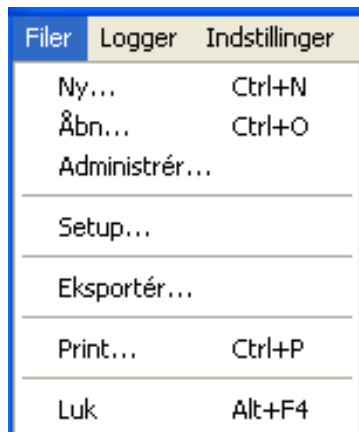 Filer Logger Indstillinger
Ny... Ctrl+N
Åbn... Ctrl+O
Administrér...
Setup...
Eksportér...
Print... Ctrl+P
Luk Alt+F4